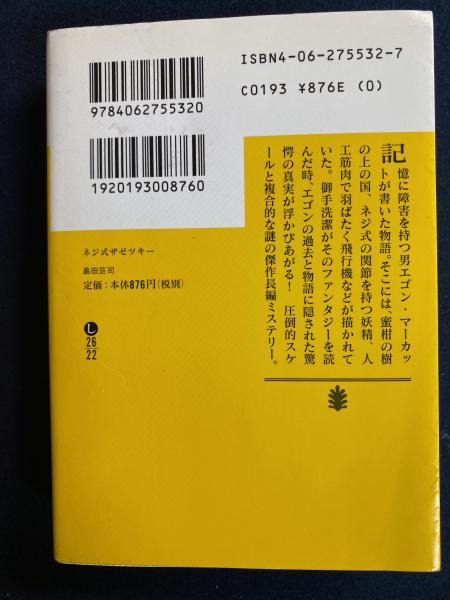 ISBN4-06-275532-7
C0193 ¥876E (0)
9784062755320
1920193008760
ネジ式ザゼツキー
島田荘司
定価：本体876円(税別)
し
26
22
記憶に障害を持つ男エゴン・マーカッ
トが書いた物語。そこには、蜜柑の樹
の上の国、ネジ式の関節を持つ妖精、人
工筋肉で羽ばたく飛行機などが描かれて
いた。御手洗潔がそのファンタジーを読
んだ時、エゴンの過去と物語に隠された驚
愕の真実が浮かびあがる！　圧倒的スケ
ールと複合的な謎の傑作長編ミステリー。